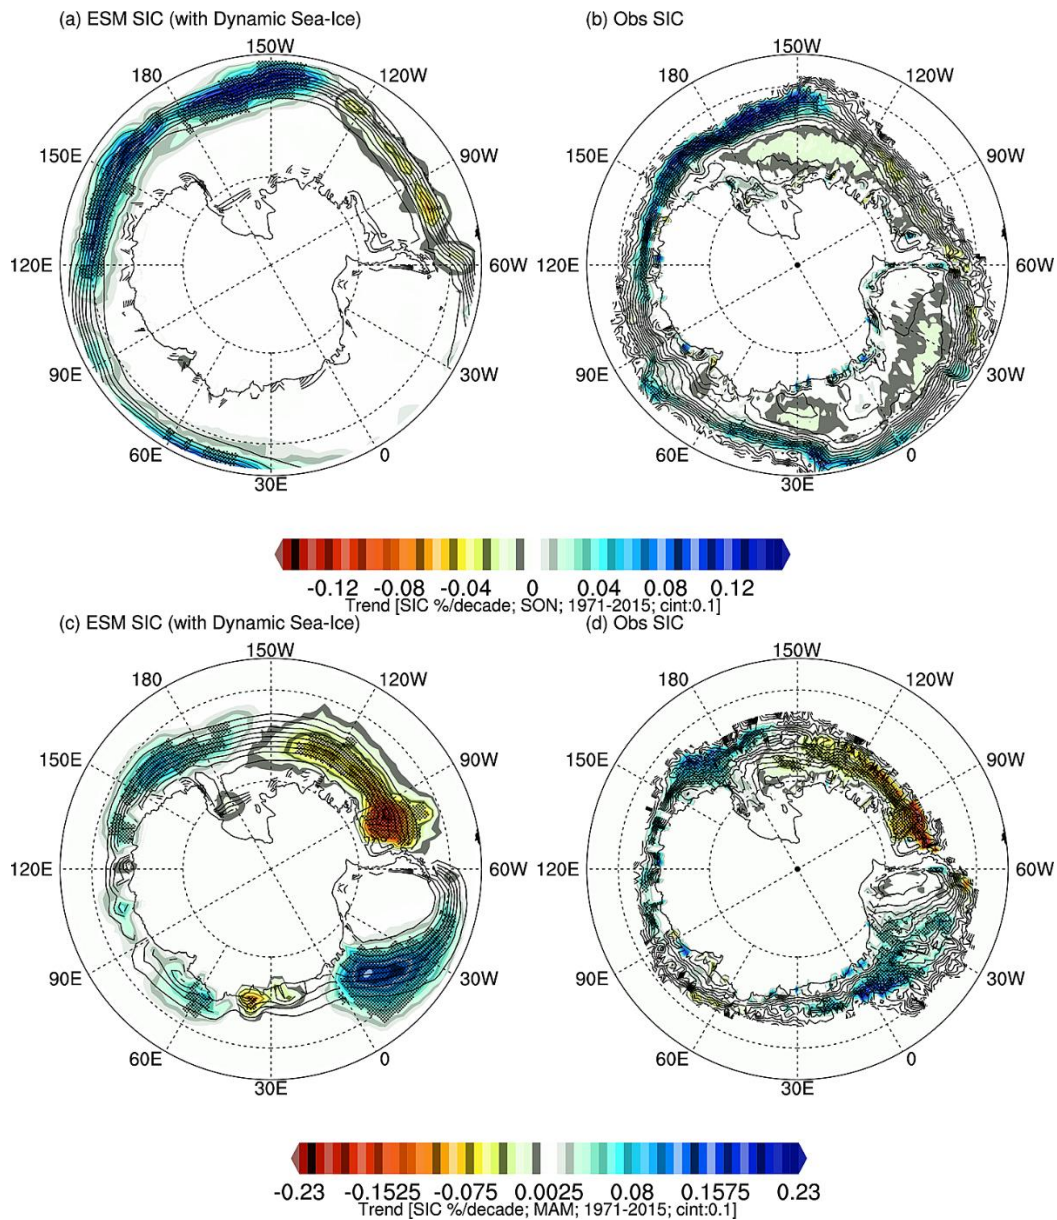 (a) ESM SIC (with Dynamic Sea-Ice)
(b) Obs SIC
150W
180
120W
150E
90W
120E
60W
90E
30W
60E
0
30E
150W
180
120W
150E
90W
120E
60W
90E
30W
60E
0
30E
-0.12 -0.08 -0.04 0 0.04 0.08 0.12
Trend [SIC %/decade; SON; 1971-2015; cint:0.1]
(c) ESM SIC (with Dynamic Sea-Ice)
(d) Obs SIC
150W
180
120W
150E
90W
120E
60W
90E
30W
60E
0
30E
150W
180
120W
150E
90W
120E
60W
90E
30W
60E
0
30E
-0.23 -0.1525 -0.075 0.0025 0.08 0.1575 0.23
Trend [SIC %/decade; MAM; 1971-2015; cint:0.1]